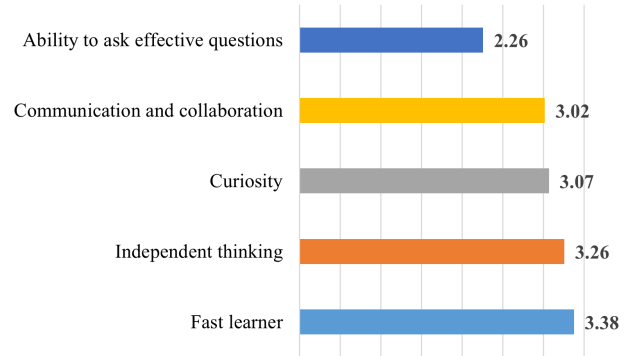 Ability to ask effective questions 2.26
Communication and collaboration 3.02
Curiosity 3.07
Independent thinking 3.26
Fast learner 3.38